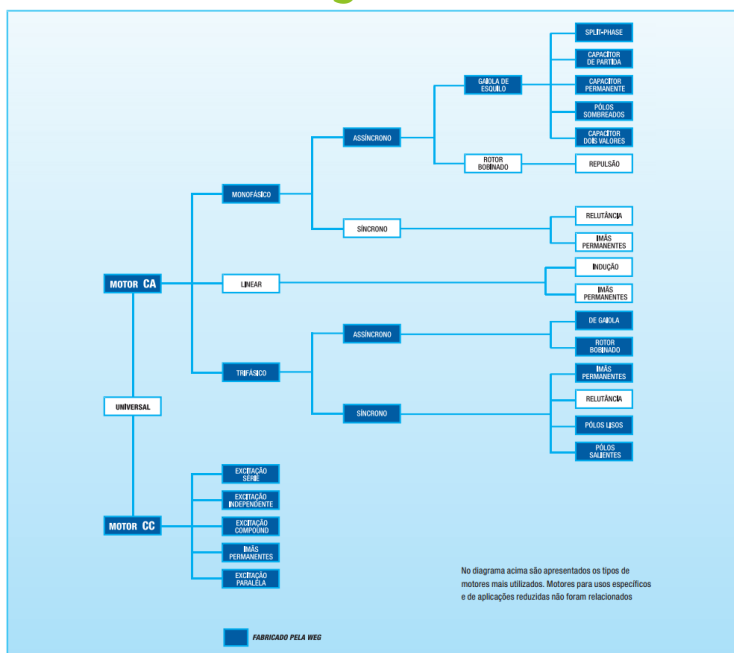 SPLIT-PHASE
CAPACITOR
DE PARTIDA
GAIOLA DE
ESQUILO
CAPACITOR
PERMANENTE
PÓLOS
SOMBREADOS
ASSÍNCRONO
CAPACITOR
DOIS VALORES
ROTOR
BOBINADO
REPULSÃO
MONOFÁSICO
RELUTÂNCIA
SÍNCRONO
IMÃS
PERMANENTES
INDUÇÃO
MOTOR CA
LINEAR
IMÃS
PERMANENTES
DE GAIOLA
ASSÍNCRONO
ROTOR
BOBINADO
TRIFÁSICO
IMÃS
PERMANENTES
RELUTÂNCIA
UNIVERSAL
SÍNCRONO
PÓLOS LISOS
PÓLOS
SALIENTES
EXCITAÇÃO
SÉRIE
EXCITAÇÃO
INDEPENDENTE
MOTOR CC
EXCITAÇÃO
COMPOUND
IMÃS
PERMANENTES
EXCITAÇÃO
PARALELA
No diagrama acima são apresentados os tipos de
motores mais utilizados. Motores para usos específicos
e de aplicações reduzidas não foram relacionados
FABRICADO PELA WEG